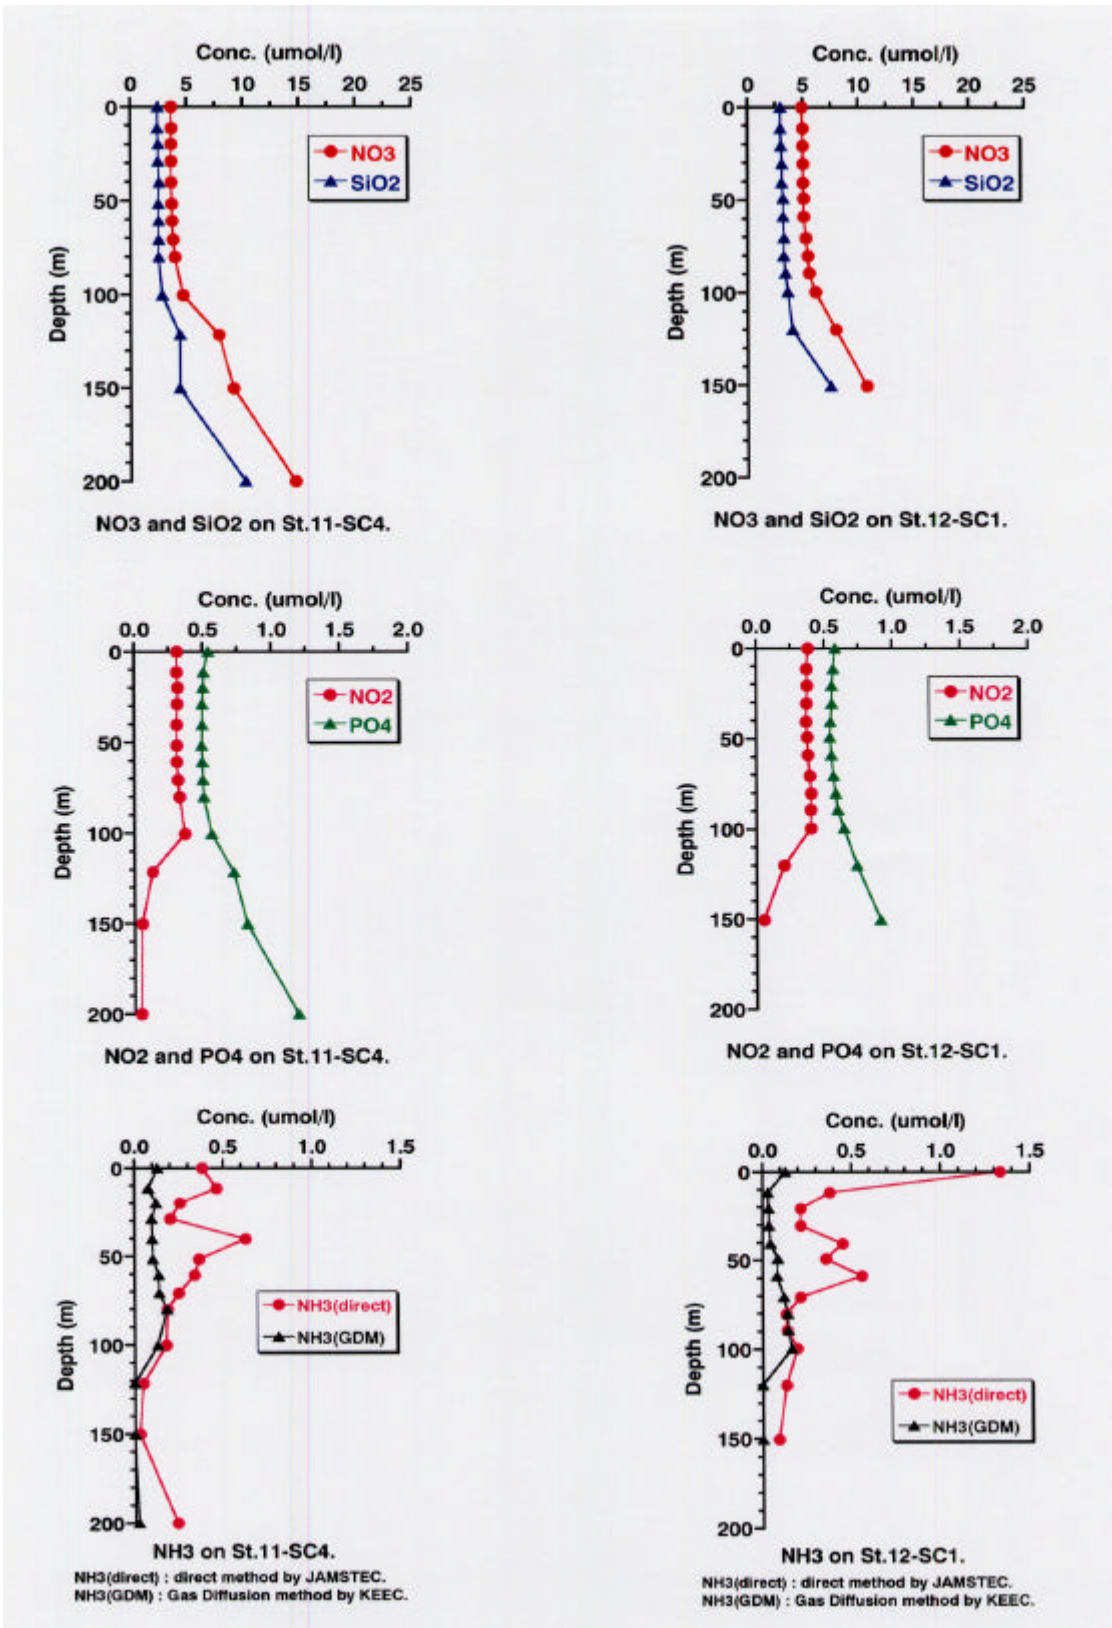 Conc. (umol/l)
0 5 10 15 20 25
0
50
100
150
200
Depth (m)
NO3
SiO2
NO3 and SiO2 on St.11-SC4.
Conc. (umol/l)
0 5 10 15 20 25
0
50
100
150
200
Depth (m)
NO3
SiO2
NO3 and SiO2 on St.12-SC1.
Conc. (umol/l)
0.0 0.5 1.0 1.5 2.0
0
50
100
150
200
Depth (m)
NO2
PO4
NO2 and PO4 on St.11-SC4.
Conc. (umol/l)
0.0 0.5 1.0 1.5 2.0
0
50
100
150
200
Depth (m)
NO2
PO4
NO2 and PO4 on St.12-SC1.
Conc. (umol/l)
0.0 0.5 1.0 1.5
0
50
100
150
200
Depth (m)
NH3(direct)
NH3(GDM)
NH3 on St.11-SC4.
NH3(direct) : direct method by JAMSTEC.
NH3(GDM) : Gas Diffusion method by KEEC.
Conc. (umol/l)
0.0 0.5 1.0 1.5
0
50
100
150
200
Depth (m)
NH3(direct)
NH3(GDM)
NH3 on St.12-SC1.
NH3(direct) : direct method by JAMSTEC.
NH3(GDM) : Gas Diffusion method by KEEC.